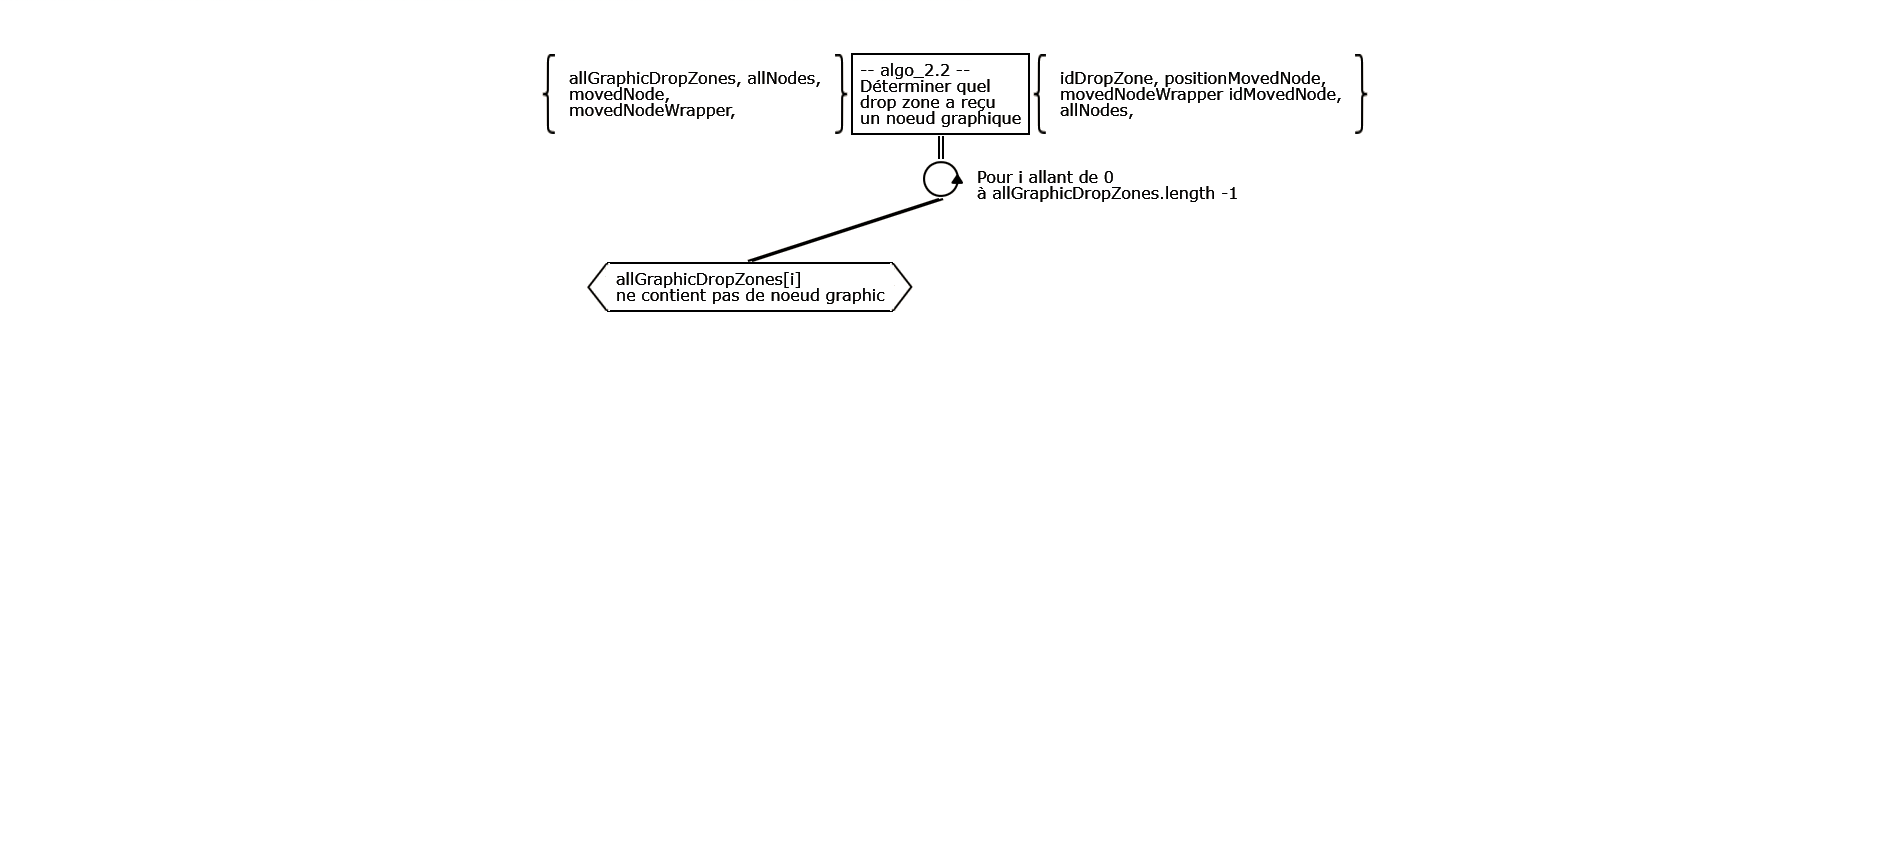 allGraphicDropZones, allNodes,
movedNode,
movedNodeWrapper,
-- algo_2.2 --
Déterminer quel
drop zone a reçu
un noeud graphique
idDropZone, positionMovedNode,
movedNodeWrapper idMovedNode,
allNodes,
Pour i allant de 0
à allGraphicDropZones.length -1
allGraphicDropZones[i]
ne contient pas de noeud graphic